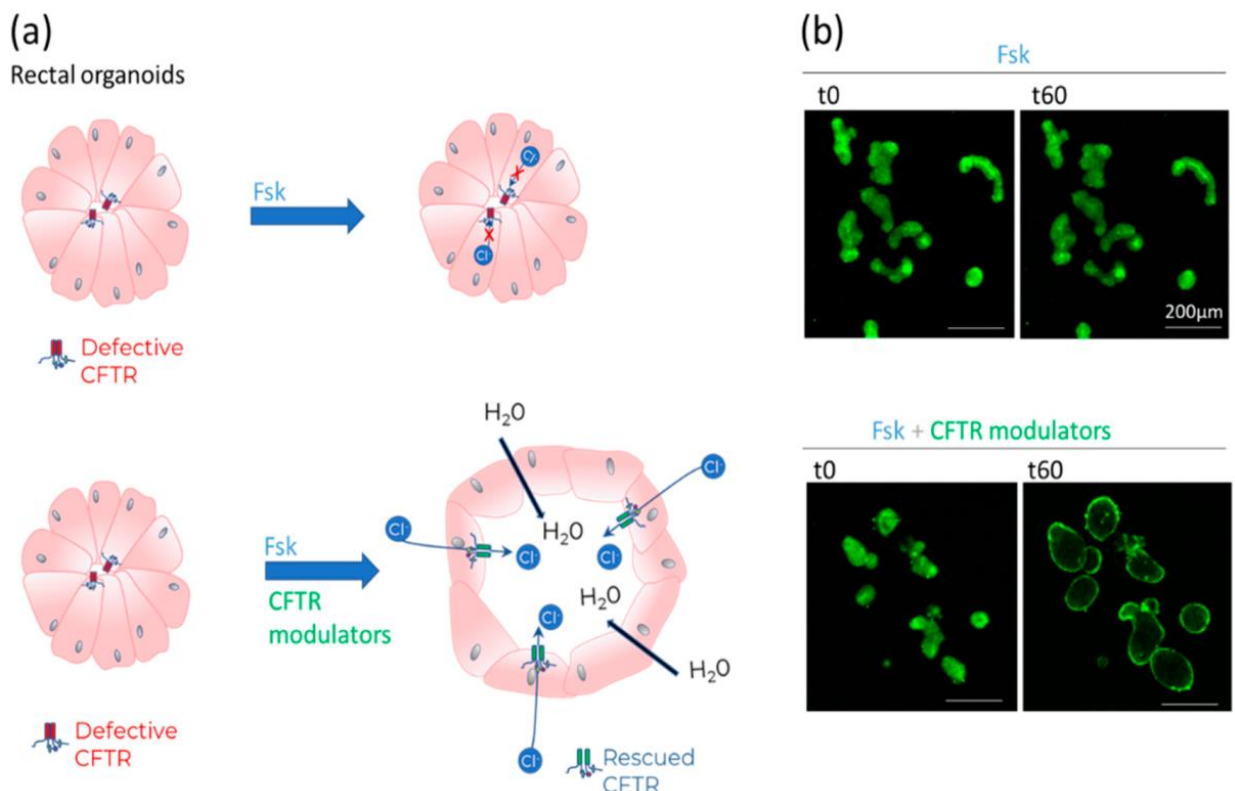 (a)
Rectal organoids
Fsk
Cl-
Cl-
Defective
CFTR
Fsk
CFTR
modulators
H2O
H2O
Cl-
Cl-
Cl-
Cl-
H2O
Cl-
H2O
Cl-
Defective
CFTR
Rescued
CFTR
(b)
Fsk
t0 t60
200µm
Fsk + CFTR modulators
t0 t60